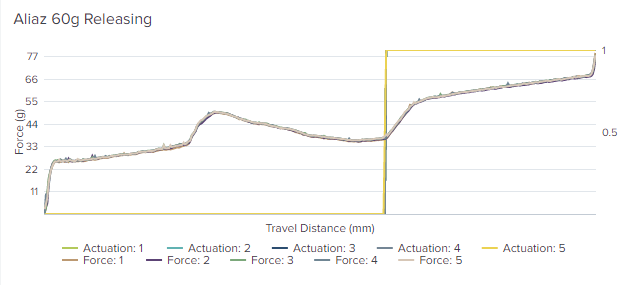 Aliaz 60g Releasing
77
66
55
44
33
22
11
Force (g)
1
0.5
Travel Distance (mm)
Actuation: 1 Actuation: 2 Actuation: 3 Actuation: 4 Actuation: 5
Force: 1 Force: 2 Force: 3 Force: 4 Force: 5